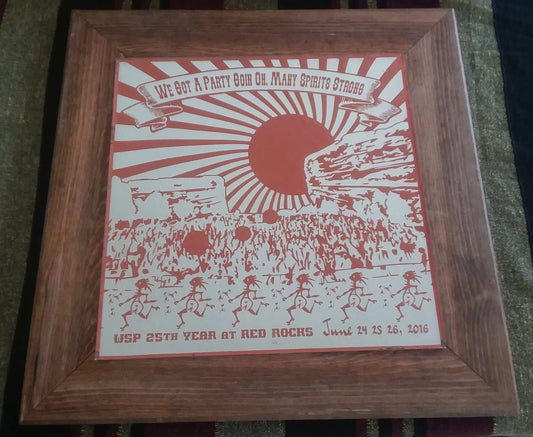 We Got A Party Goin On, Many Spirits Strong
WSP 25TH YEAR AT RED ROCKS June 24 25 26, 2016